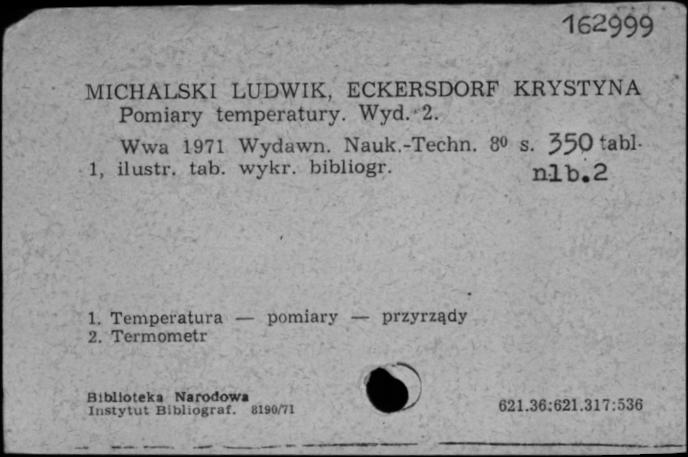 162999
MICHALSKI LUDWIK, ECKERSDORF KRYSTYNA
Pomiary temperatury. Wyd. 2.
Wwa 1971 Wydawn. Nauk.-Techn. 8⁰ s. 350 tabl.
1, ilustr. tab. wykr. bibliogr. nlb.2
1. Temperatura — pomiary — przyrządy
2. Termometr
Biblioteka Narodowa
Instytut Bibliograf. 8190/71 621.36:621.317:536